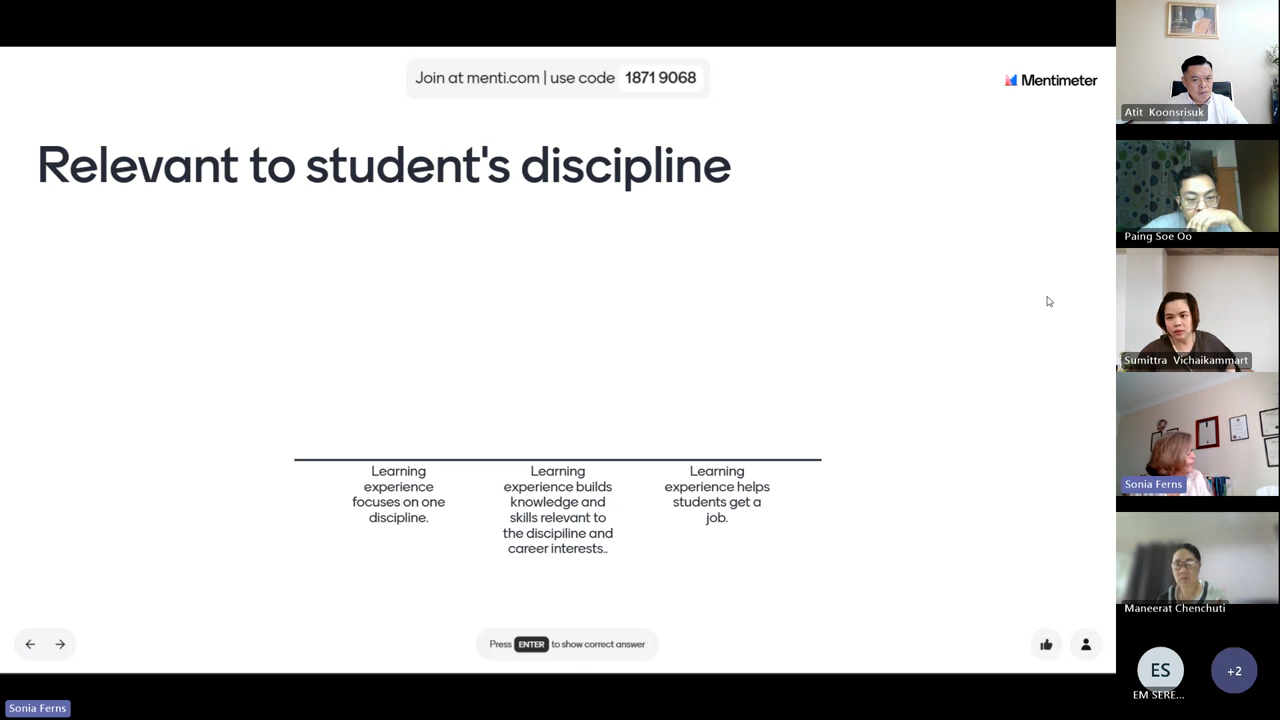 Join at menti.com | use code 1871 9068
Mentimeter
Relevant to student's discipline
Learning
experience
focuses on one
discipline.
Learning
experience builds
knowledge and
skills relevant to
the discipiline and
career interests..
Learning
experience helps
students get a
job.
Press ENTER to show correct answer
Sonia Ferns
Atit Koonsrisuk
Paing Soe Oo
Sumittra Vichaikammart
Sonia Ferns
Maneerat Chenchuti
ES
EM SERE...
+2